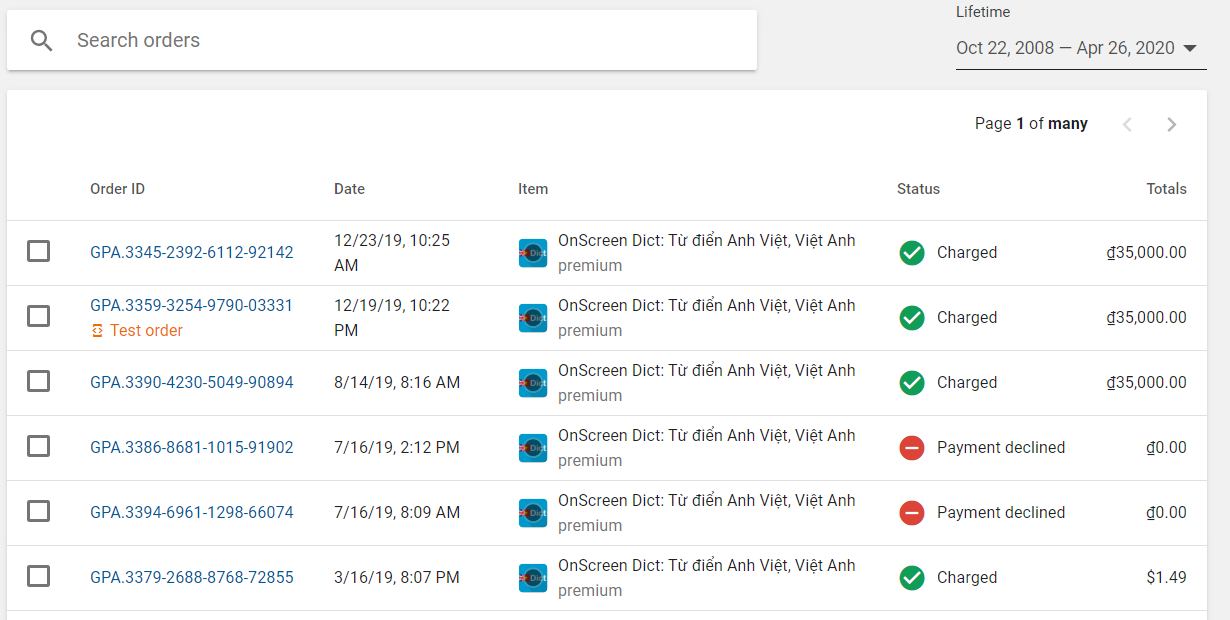 Lifetime
Search orders
Oct 22, 2008 — Apr 26, 2020
Page 1 of many
Order ID Date Item Status Totals
GPA.3345-2392-6112-92142 12/23/19, 10:25 AM OnScreen Dict: Từ điển Anh Việt, Việt Anh premium Charged ₫35,000.00
GPA.3359-3254-9790-03331 Test order 12/19/19, 10:22 PM OnScreen Dict: Từ điển Anh Việt, Việt Anh premium Charged ₫35,000.00
GPA.3390-4230-5049-90894 8/14/19, 8:16 AM OnScreen Dict: Từ điển Anh Việt, Việt Anh premium Charged ₫35,000.00
GPA.3386-8681-1015-91902 7/16/19, 2:12 PM OnScreen Dict: Từ điển Anh Việt, Việt Anh premium Payment declined ₫0.00
GPA.3394-6961-1298-66074 7/16/19, 8:09 AM OnScreen Dict: Từ điển Anh Việt, Việt Anh premium Payment declined ₫0.00
GPA.3379-2688-8768-72855 3/16/19, 8:07 PM OnScreen Dict: Từ điển Anh Việt, Việt Anh premium Charged $1.49